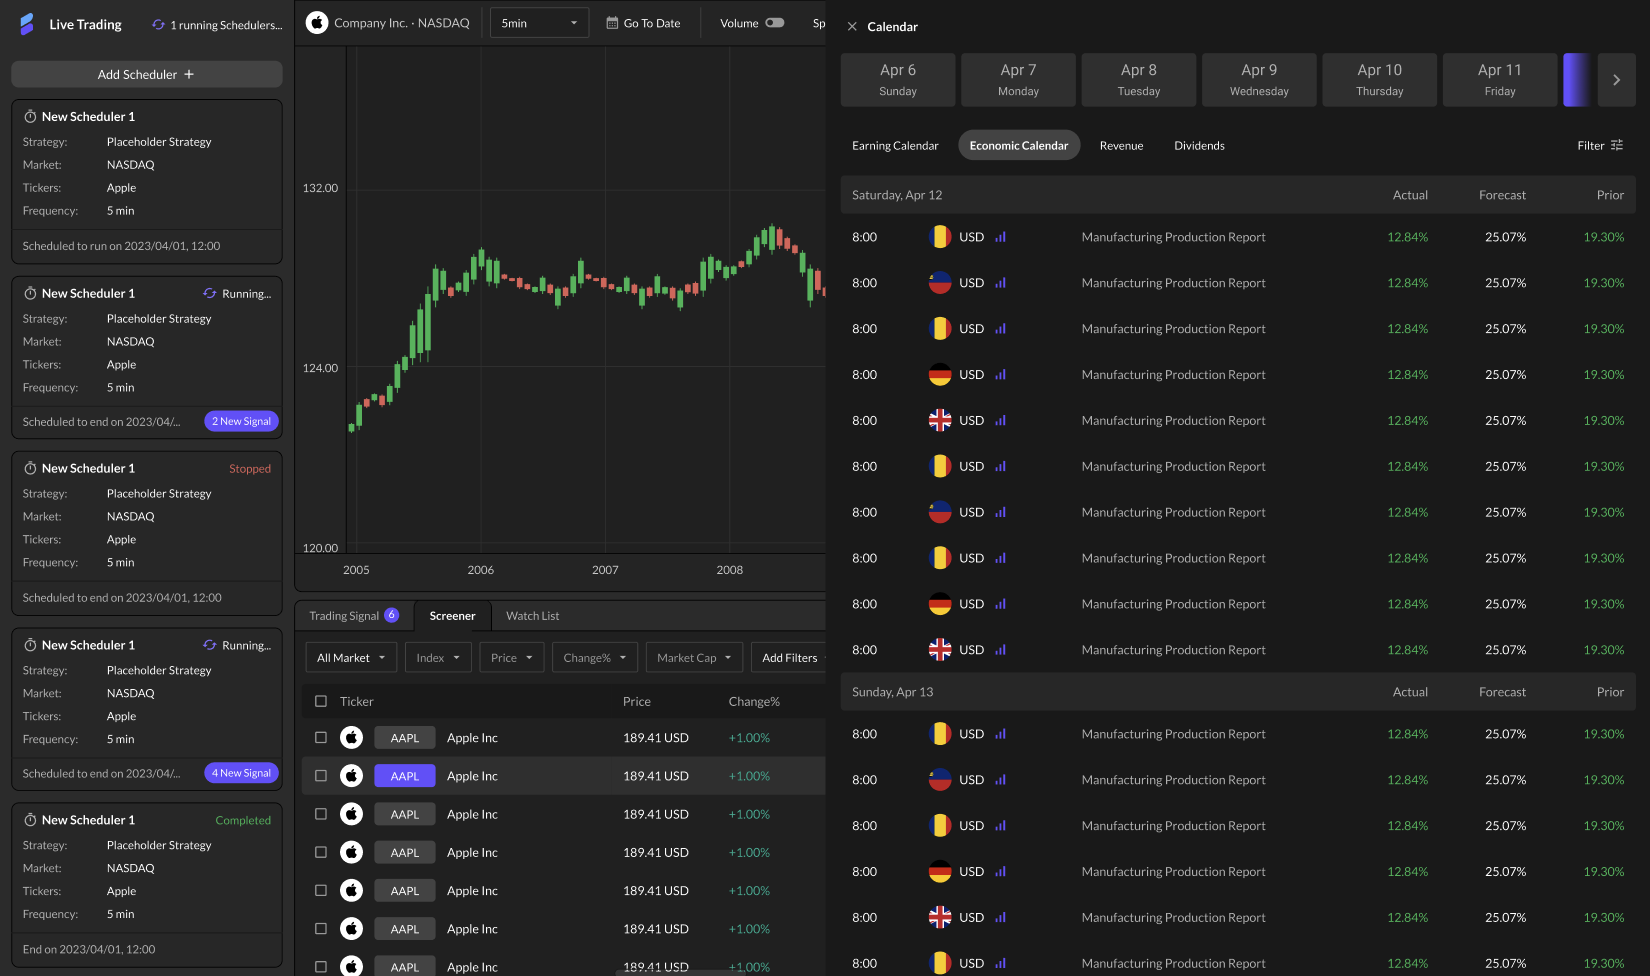 Live Trading
1 running Schedulers...
Add Scheduler +
New Scheduler 1
Strategy: Placeholder Strategy
Market: NASDAQ
Tickers: Apple
Frequency: 5 min
Scheduled to run on 2023/04/01, 12:00
New Scheduler 1 Running...
Strategy: Placeholder Strategy
Market: NASDAQ
Tickers: Apple
Frequency: 5 min
Scheduled to end on 2023/04/... 2 New Signal
New Scheduler 1 Stopped
Strategy: Placeholder Strategy
Market: NASDAQ
Tickers: Apple
Frequency: 5 min
Scheduled to end on 2023/04/01, 12:00
New Scheduler 1 Running...
Strategy: Placeholder Strategy
Market: NASDAQ
Tickers: Apple
Frequency: 5 min
Scheduled to end on 2023/04/... 4 New Signal
New Scheduler 1 Completed
Strategy: Placeholder Strategy
Market: NASDAQ
Tickers: Apple
Frequency: 5 min
End on 2023/04/01, 12:00
Company Inc. · NASDAQ 5min Go To Date Volume Sp
132.00
124.00
120.00
2005 2006 2007 2008
Trading Signal 6 Screener Watch List
All Market Index Price Change% Market Cap Add Filters
Ticker Price Change%
AAPL Apple Inc 189.41 USD +1.00%
AAPL Apple Inc 189.41 USD +1.00%
AAPL Apple Inc 189.41 USD +1.00%
AAPL Apple Inc 189.41 USD +1.00%
AAPL Apple Inc 189.41 USD +1.00%
AAPL Apple Inc 189.41 USD +1.00%
AAPL Apple Inc 189.41 USD +1.00%
Calendar
Apr 6 Apr 7 Apr 8 Apr 9 Apr 10 Apr 11
Sunday Monday Tuesday Wednesday Thursday Friday
Earning Calendar Economic Calendar Revenue Dividends Filter
Saturday, Apr 12 Actual Forecast Prior
8:00 USD Manufacturing Production Report 12.84% 25.07% 19.30%
8:00 USD Manufacturing Production Report 12.84% 25.07% 19.30%
8:00 USD Manufacturing Production Report 12.84% 25.07% 19.30%
8:00 USD Manufacturing Production Report 12.84% 25.07% 19.30%
8:00 USD Manufacturing Production Report 12.84% 25.07% 19.30%
8:00 USD Manufacturing Production Report 12.84% 25.07% 19.30%
8:00 USD Manufacturing Production Report 12.84% 25.07% 19.30%
8:00 USD Manufacturing Production Report 12.84% 25.07% 19.30%
8:00 USD Manufacturing Production Report 12.84% 25.07% 19.30%
8:00 USD Manufacturing Production Report 12.84% 25.07% 19.30%
Sunday, Apr 13 Actual Forecast Prior
8:00 USD Manufacturing Production Report 12.84% 25.07% 19.30%
8:00 USD Manufacturing Production Report 12.84% 25.07% 19.30%
8:00 USD Manufacturing Production Report 12.84% 25.07% 19.30%
8:00 USD Manufacturing Production Report 12.84% 25.07% 19.30%
8:00 USD Manufacturing Production Report 12.84% 25.07% 19.30%
8:00 USD Manufacturing Production Report 12.84% 25.07% 19.30%